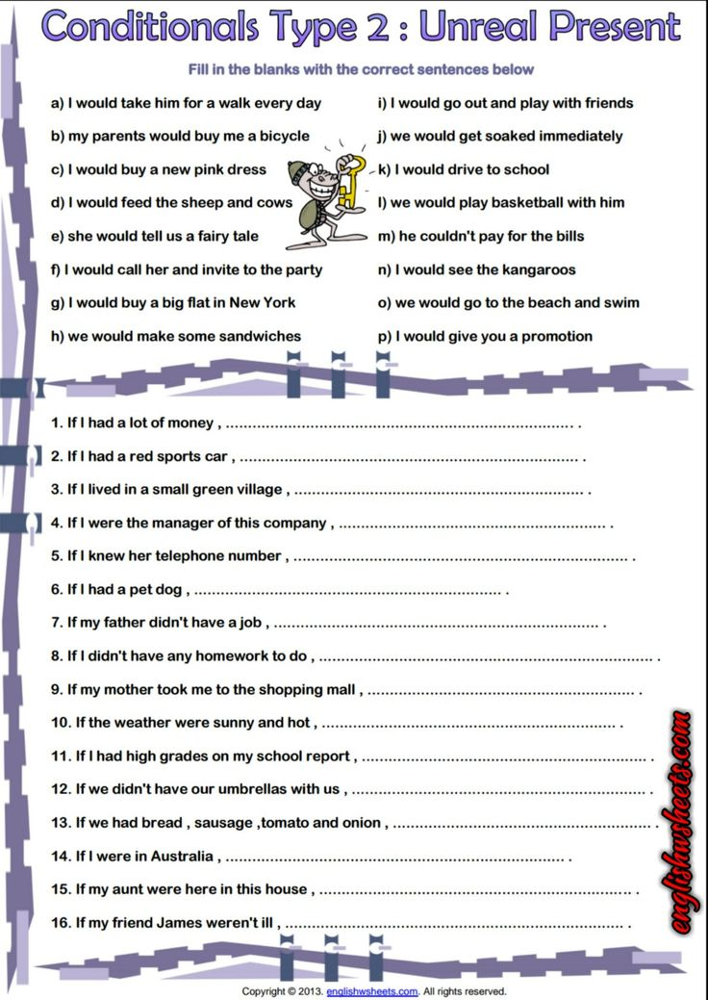 Conditionals Type 2 : Unreal Present
Fill in the blanks with the correct sentences below
a) I would take him for a walk every day
b) my parents would buy me a bicycle
c) I would buy a new pink dress
d) I would feed the sheep and cows
e) she would tell us a fairy tale
f) I would call her and invite to the party
g) I would buy a big flat in New York
h) we would make some sandwiches
i) I would go out and play with friends
j) we would get soaked immediately
k) I would drive to school
l) we would play basketball with him
m) he couldn't pay for the bills
n) I would see the kangaroos
o) we would go to the beach and swim
p) I would give you a promotion
1. If I had a lot of money , ................................................................................ .
2. If I had a red sports car , .............................................................................. .
3. If I lived in a small green village , ................................................................... .
4. If I were the manager of this company , ............................................................. .
5. If I knew her telephone number , ............................................................................. .
6. If I had a pet dog , ...................................................................... .
7. If my father didn't have a job , .......................................................................... .
8. If I didn't have any homework to do , ............................................................................ .
9. If my mother took me to the shopping mall , ............................................................. .
10. If the weather were sunny and hot , ................................................................... .
11. If I had high grades on my school report , ................................................................. .
12. If we didn't have our umbrellas with us , ................................................................... .
13. If we had bread , sausage ,tomato and onion , ........................................................... .
14. If I were in Australia , .............................................................................. .
15. If my aunt were here in this house , ....................................................................... .
16. If my friend James weren't ill , ............................................................................. .
englishwsheets.com
Copyright © 2013. englishwsheets.com. All rights reserved.